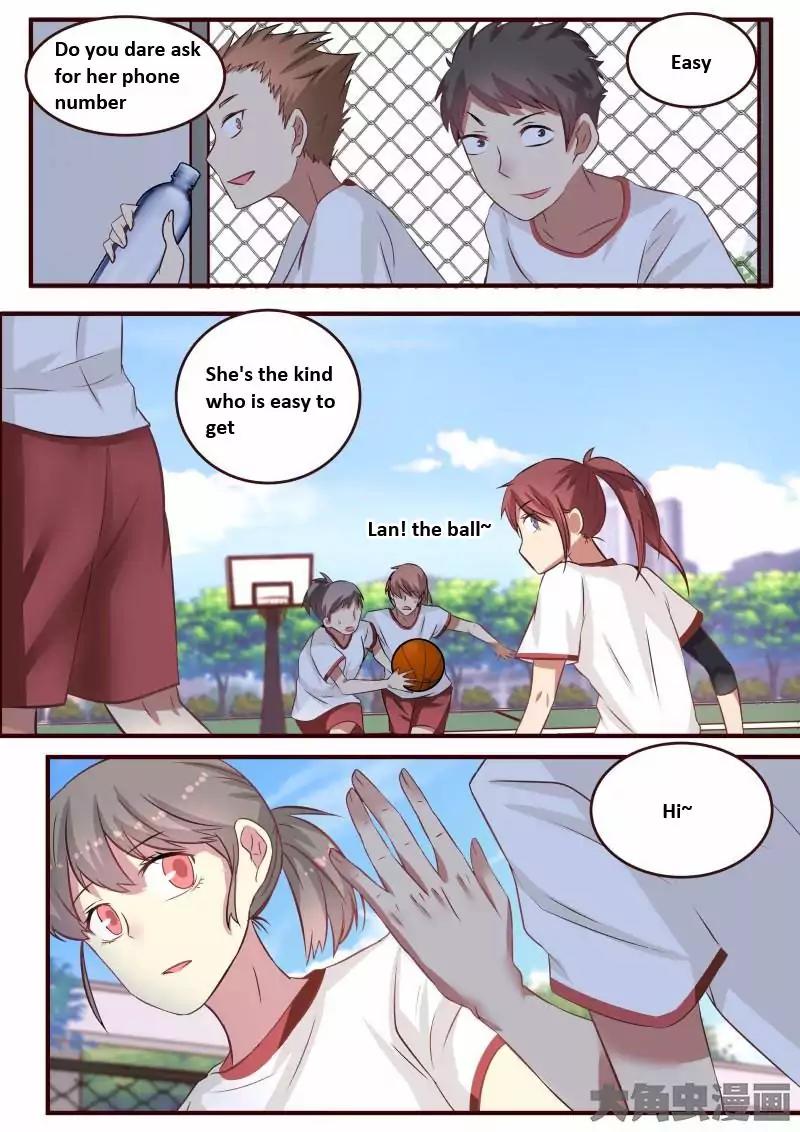 Do you dare ask
for her phone
number
Easy
She's the kind
who is easy to
get
Lan! the ball~
Hi~
大角虫漫画